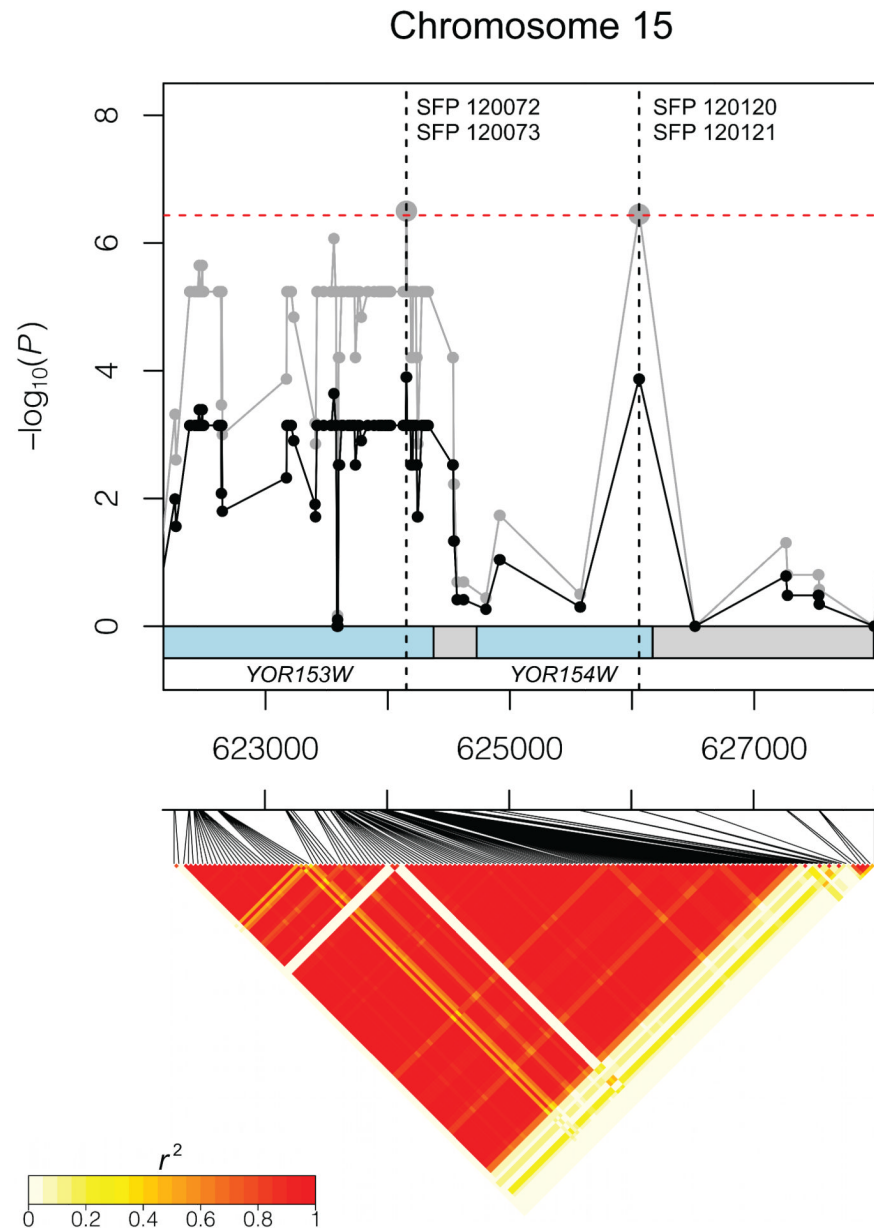 Chromosome 15
SFP 120072
SFP 120073
SFP 120120
SFP 120121
8
6
4
2
0
−log10(P)
YOR153W
YOR154W
623000
625000
627000
r2
0
0.2
0.4
0.6
0.8
1